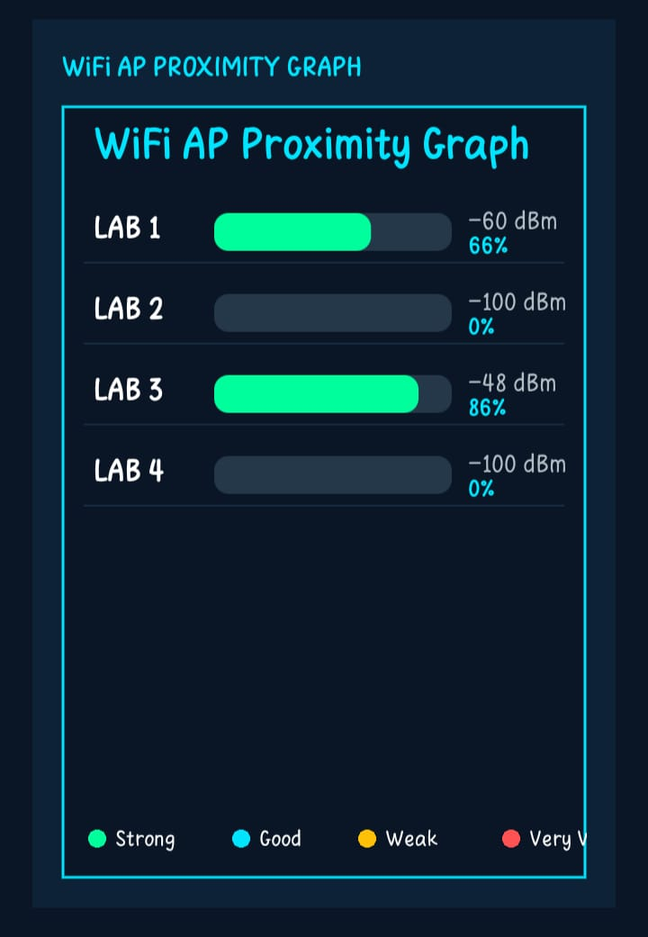 WiFi AP PROXIMITY GRAPH
WiFi AP Proximity Graph
LAB 1
-60 dBm
66%
LAB 2
-100 dBm
0%
LAB 3
-48 dBm
86%
LAB 4
-100 dBm
0%
Strong Good Weak Very